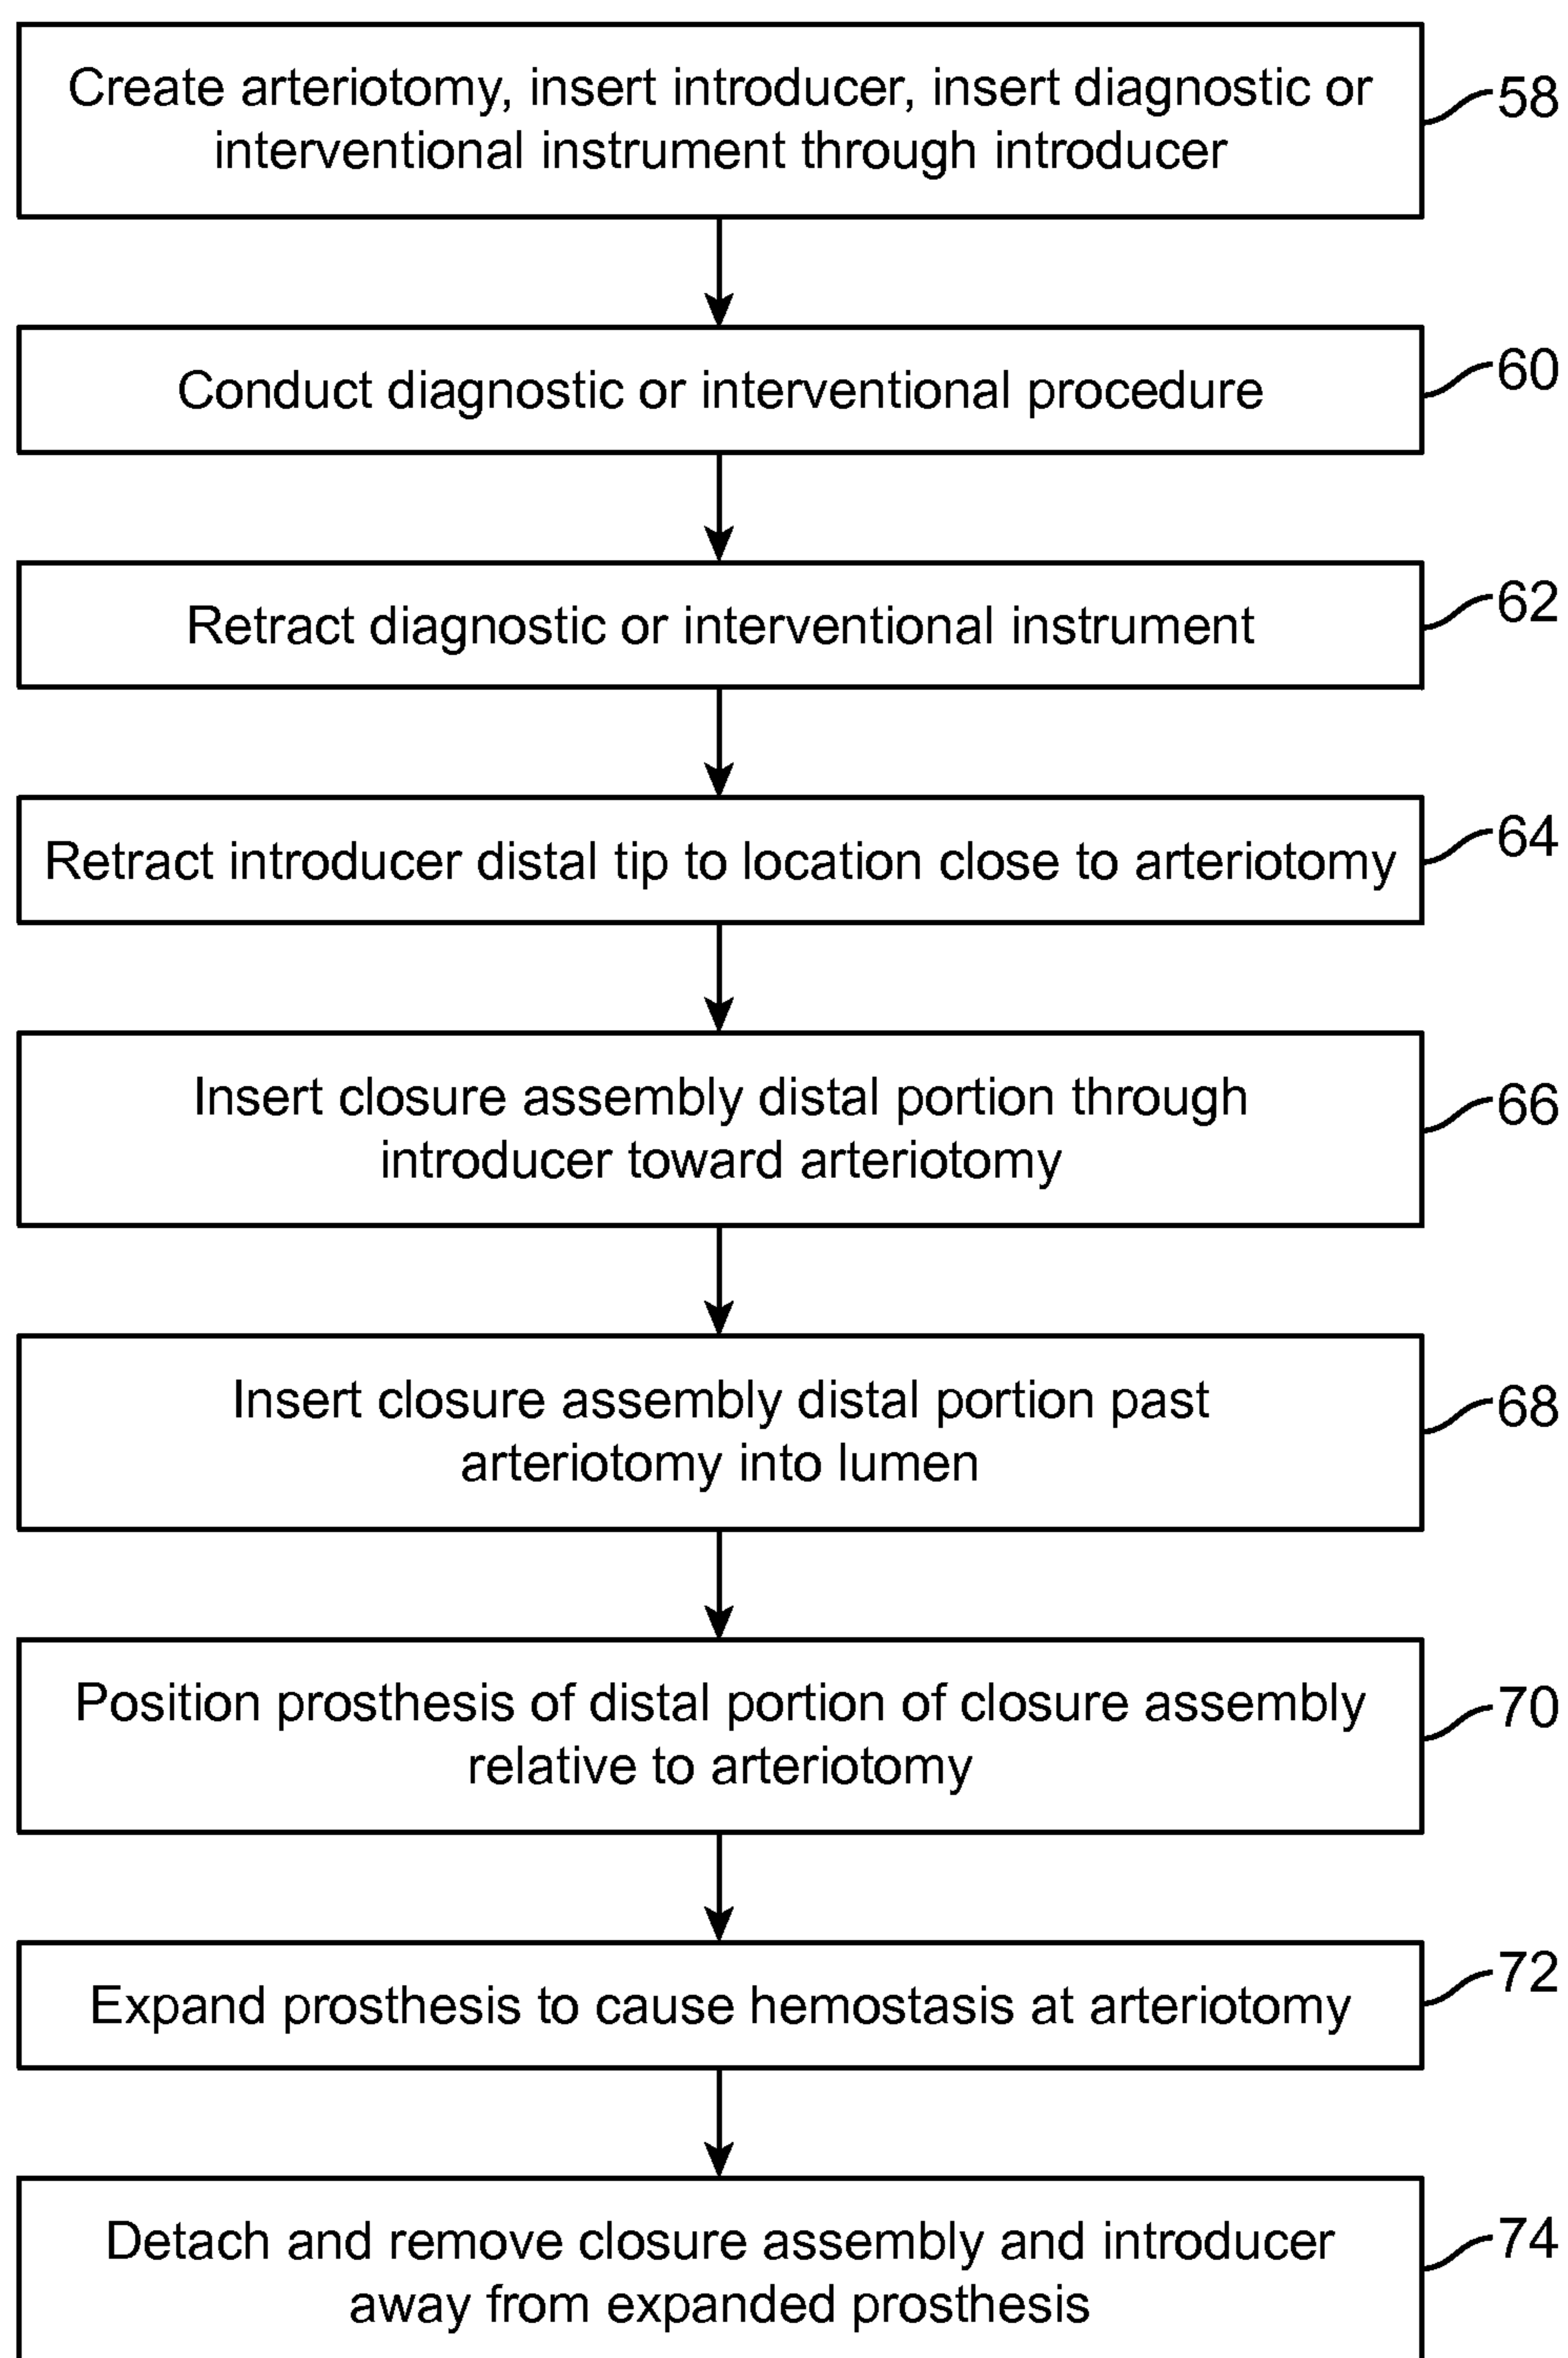 Create arteriotomy, insert introducer, insert diagnostic or
interventional instrument through introducer
58
Conduct diagnostic or interventional procedure
60
Retract diagnostic or interventional instrument
62
Retract introducer distal tip to location close to arteriotomy
64
Insert closure assembly distal portion through
introducer toward arteriotomy
66
Insert closure assembly distal portion past
arteriotomy into lumen
68
Position prosthesis of distal portion of closure assembly
relative to arteriotomy
70
Expand prosthesis to cause hemostasis at arteriotomy
72
Detach and remove closure assembly and introducer
away from expanded prosthesis
74